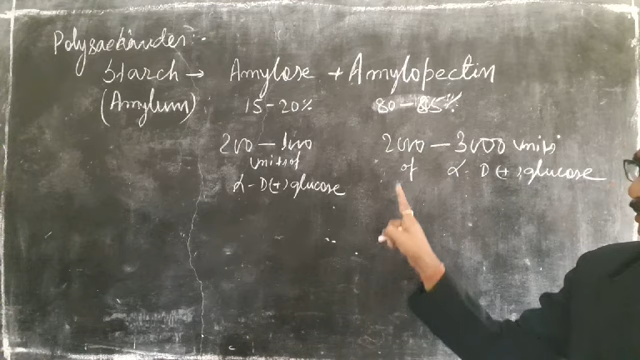 Polysaccharides:-
Starch → Amylose + Amylopectin
(Amylum) 15-20% 80-85%
200-1000 2000-3000 units
units of of α-D(+)glucose
α-D(+)glucose